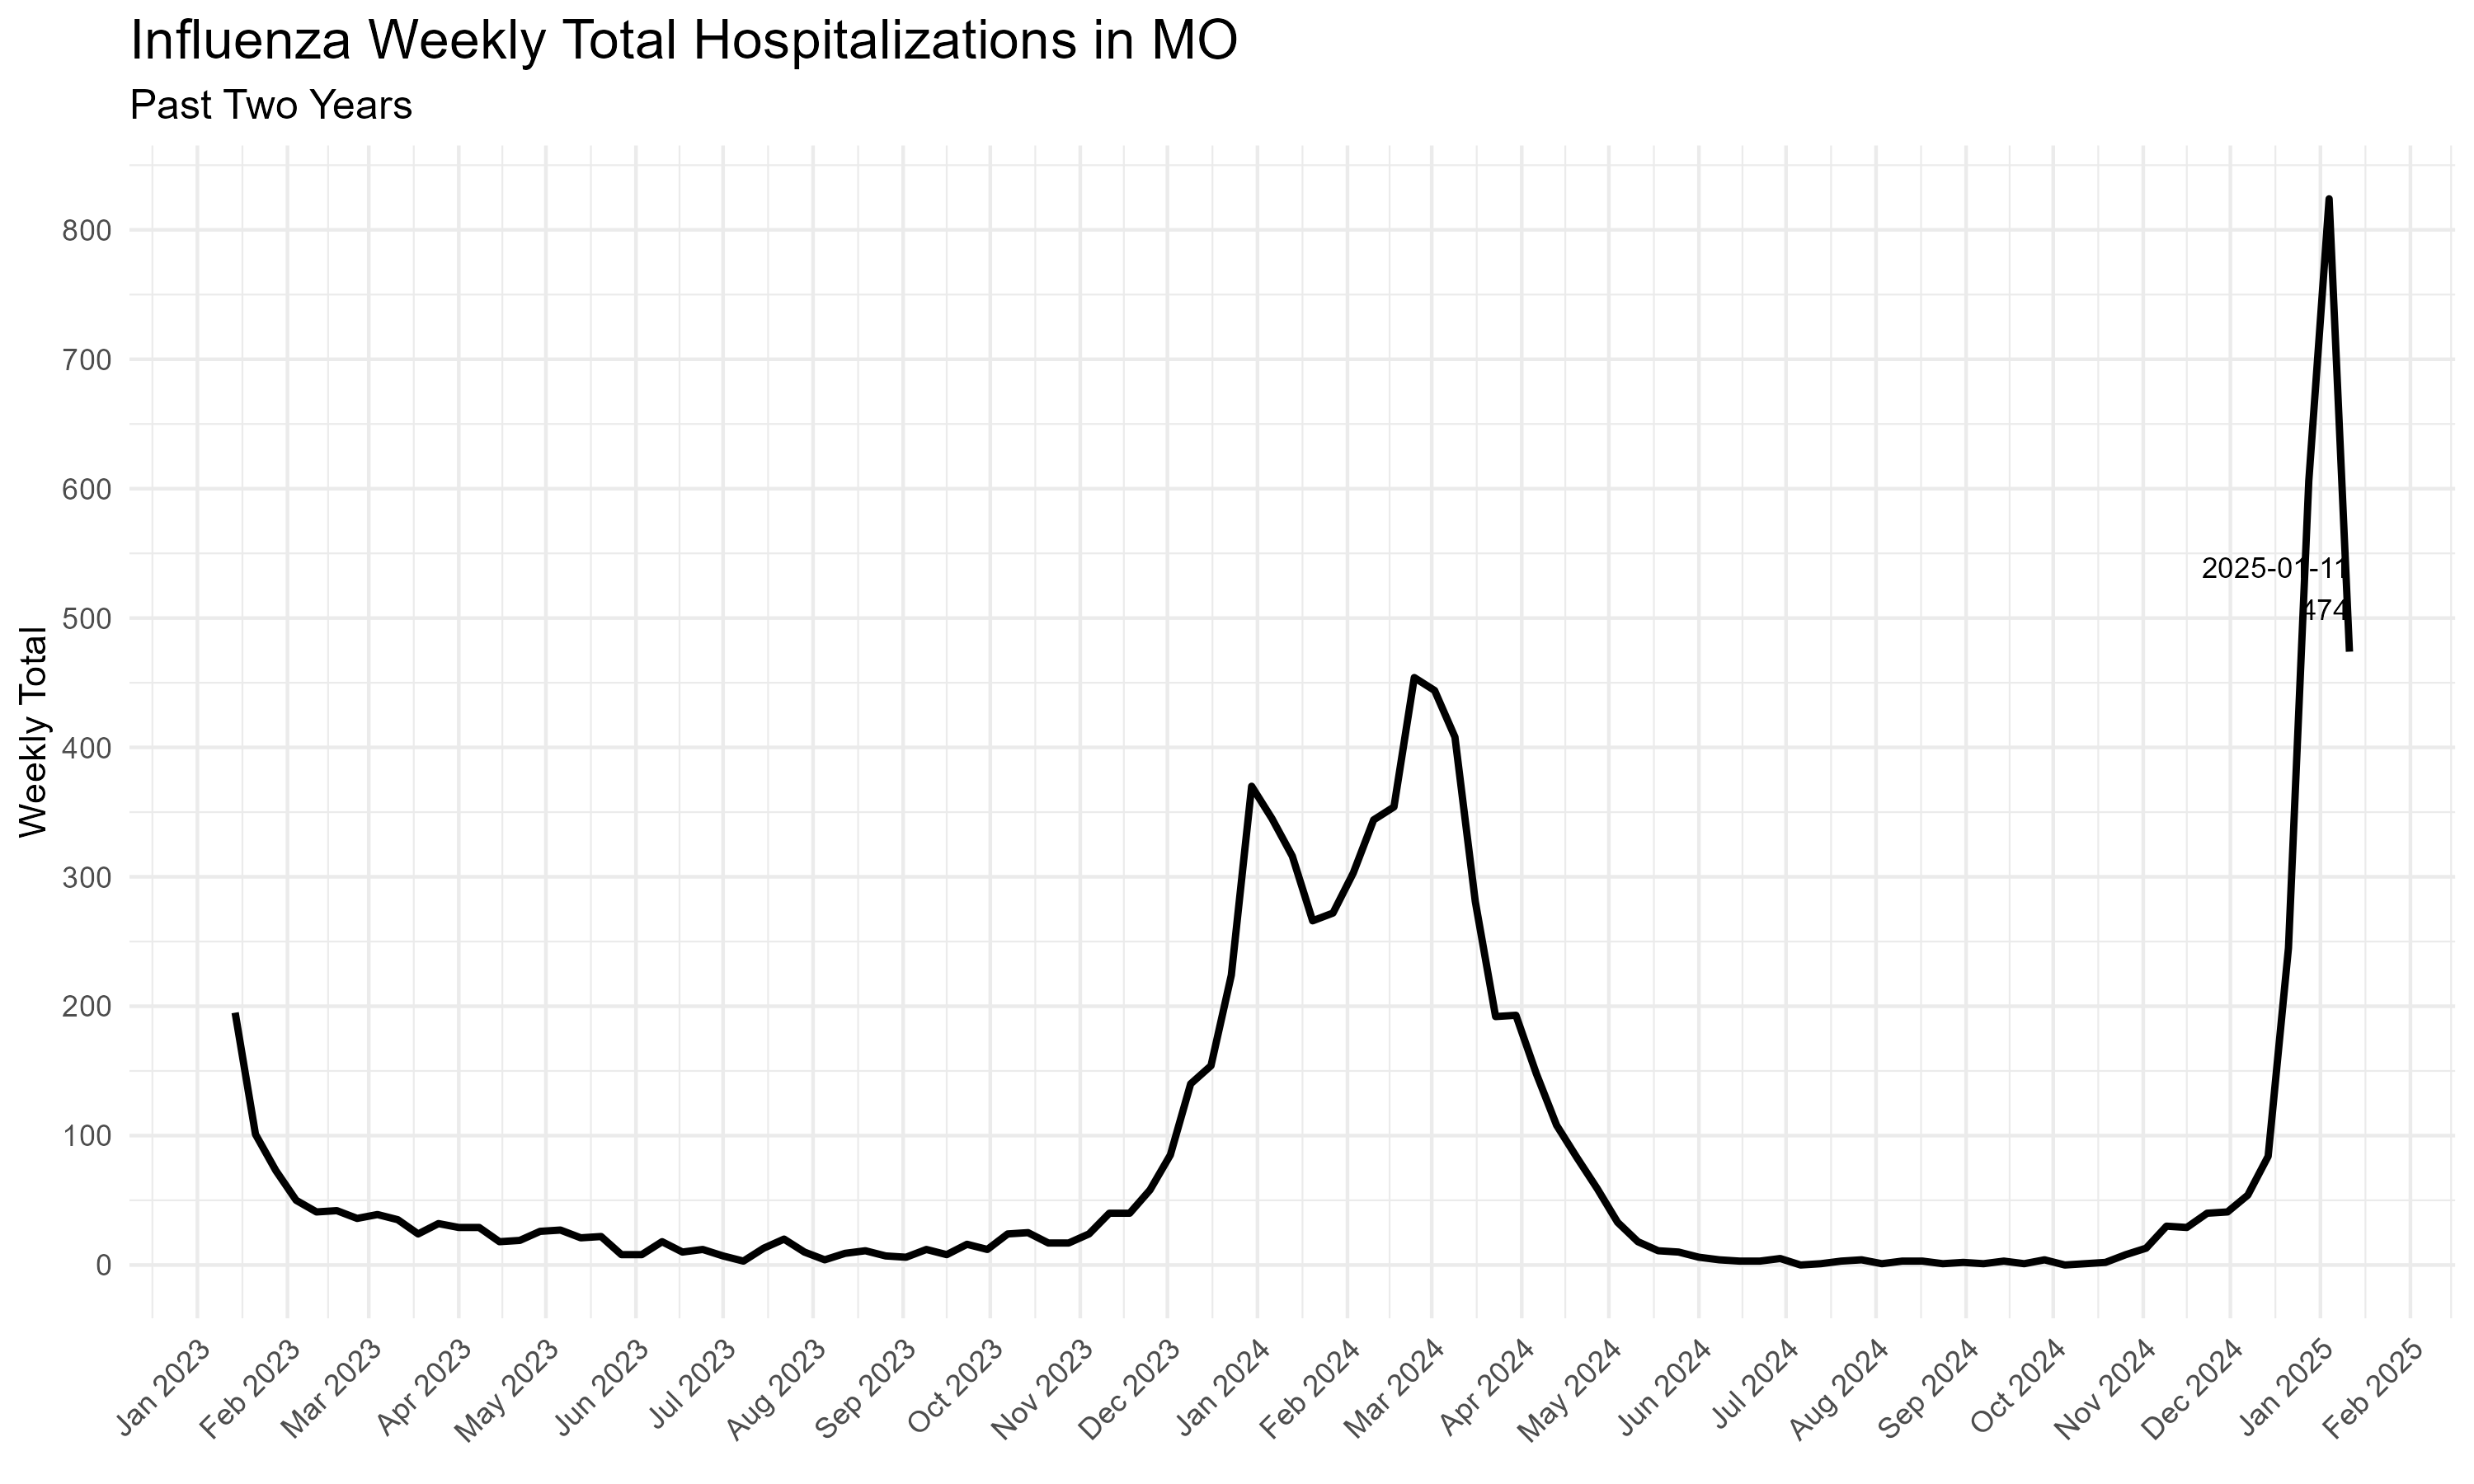 Influenza Weekly Total Hospitalizations in MO
Past Two Years
Weekly Total
800
700
600
500
400
300
200
100
0
2025-01-11
474
Jan 2023
Feb 2023
Mar 2023
Apr 2023
May 2023
Jun 2023
Jul 2023
Aug 2023
Sep 2023
Oct 2023
Nov 2023
Dec 2023
Jan 2024
Feb 2024
Mar 2024
Apr 2024
May 2024
Jun 2024
Jul 2024
Aug 2024
Sep 2024
Oct 2024
Nov 2024
Dec 2024
Jan 2025
Feb 2025